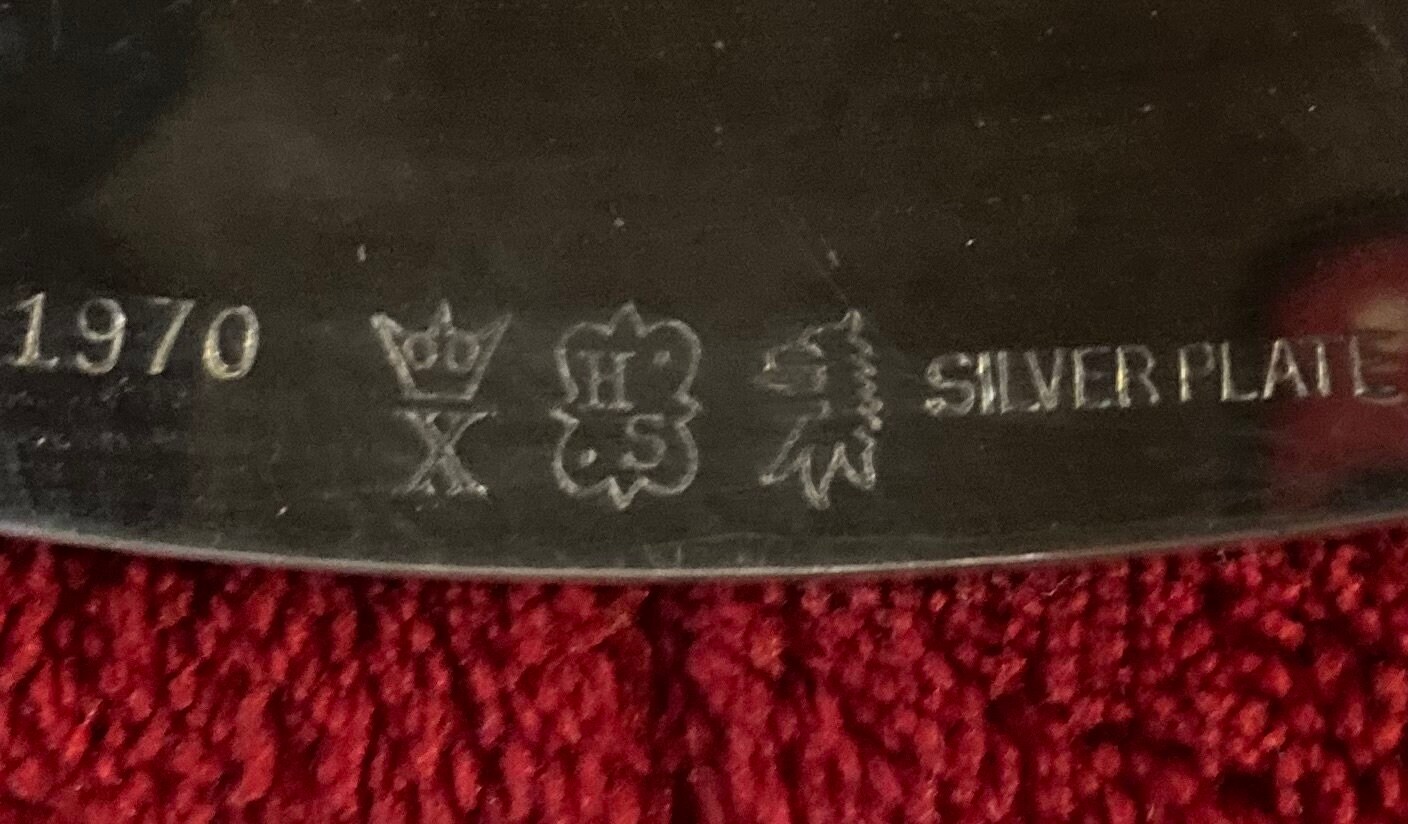 1970 X H S SILVER PLATE